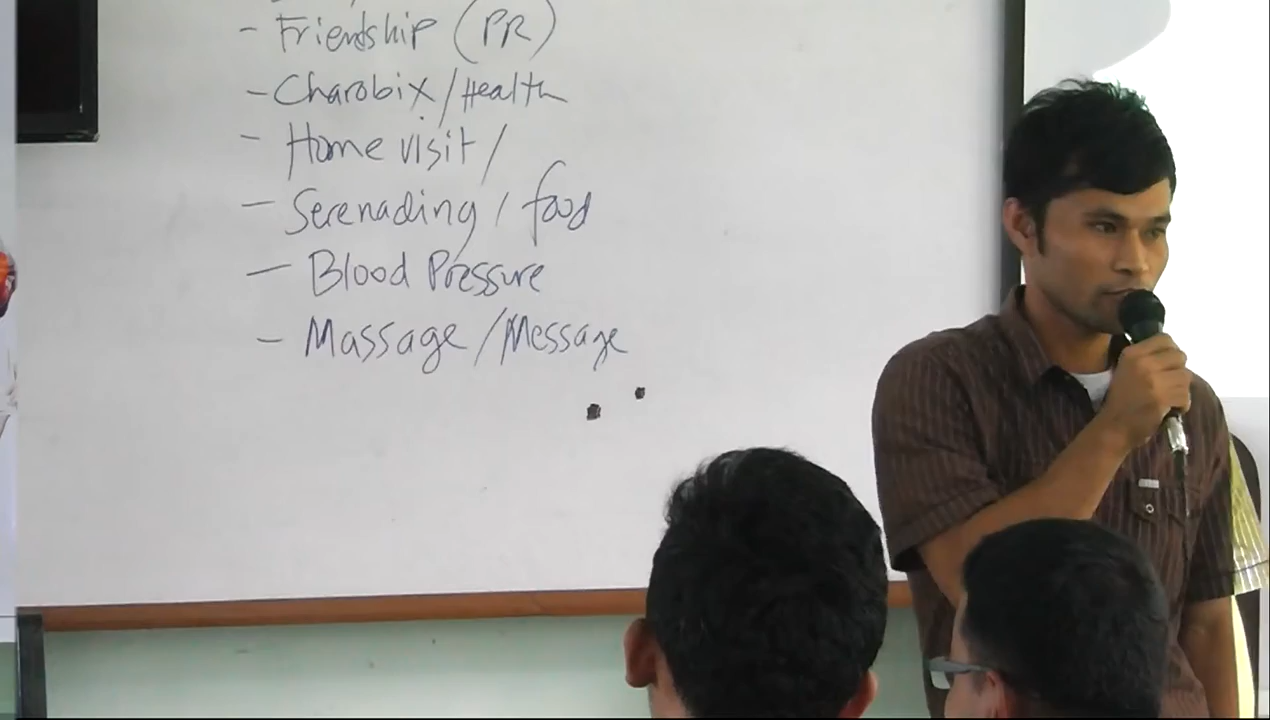 - Friendship (PR)
- Charobix / Health
- Home visit /
- Serenading / food
- Blood Pressure
- Massage / Message